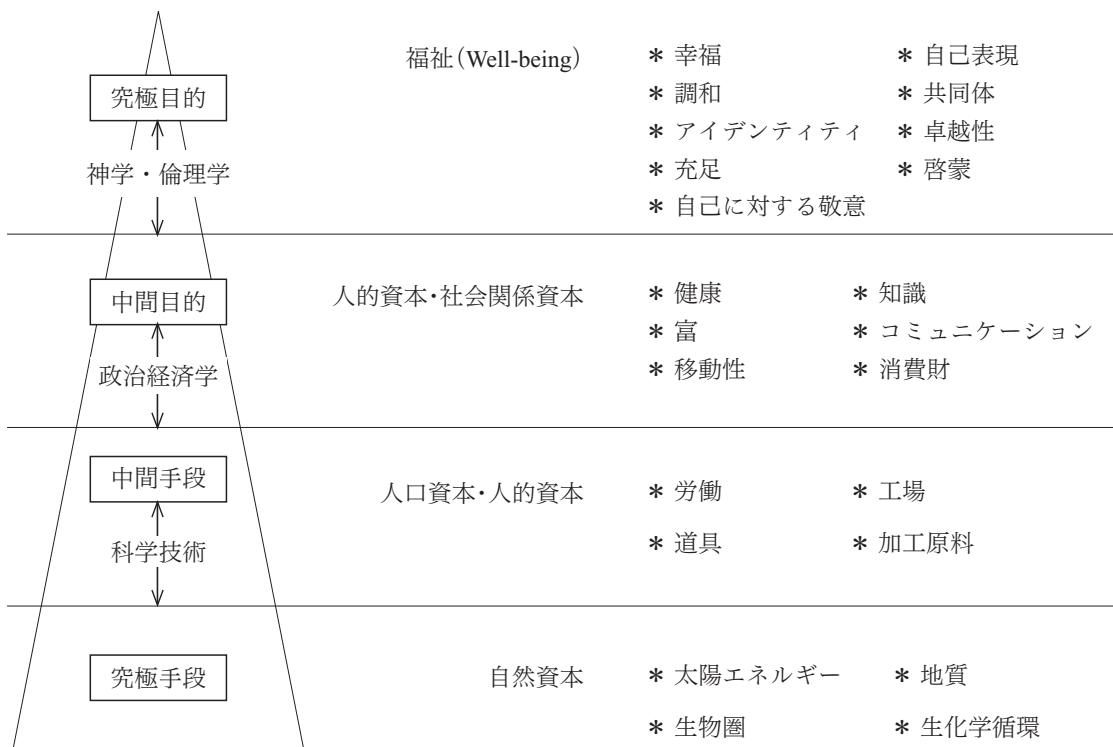 福祉(Well-being) ＊ 幸福 ＊ 自己表現
究極目的 ＊ 調和 ＊ 共同体
＊ アイデンティティ ＊ 卓越性
神学・倫理学 ＊ 充足 ＊ 啓蒙
＊ 自己に対する敬意
中間目的 人的資本・社会関係資本 ＊ 健康 ＊ 知識
＊ 富 ＊ コミュニケーション
政治経済学 ＊ 移動性 ＊ 消費財
中間手段 人口資本・人的資本 ＊ 労働 ＊ 工場
科学技術 ＊ 道具 ＊ 加工原料
究極手段 自然資本 ＊ 太陽エネルギー ＊ 地質
＊ 生物圏 ＊ 生化学循環